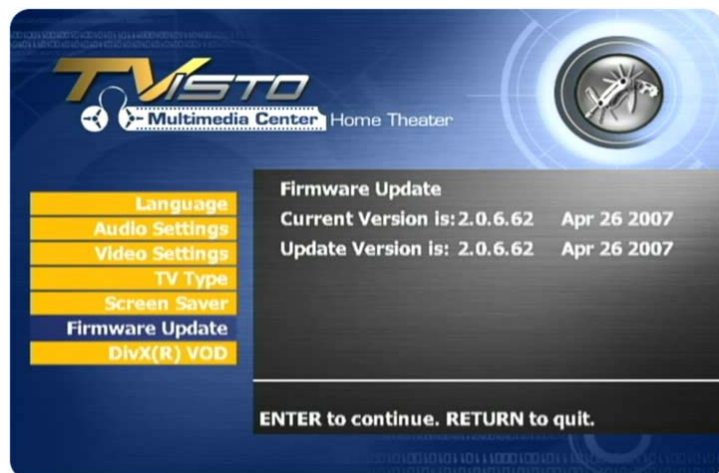 TVISTO
Multimedia Center Home Theater
Language
Audio Settings
Video Settings
TV Type
Screen Saver
Firmware Update
DivX(R) VOD
Firmware Update
Current Version is:2.0.6.62 Apr 26 2007
Update Version is: 2.0.6.62 Apr 26 2007
ENTER to continue. RETURN to quit.